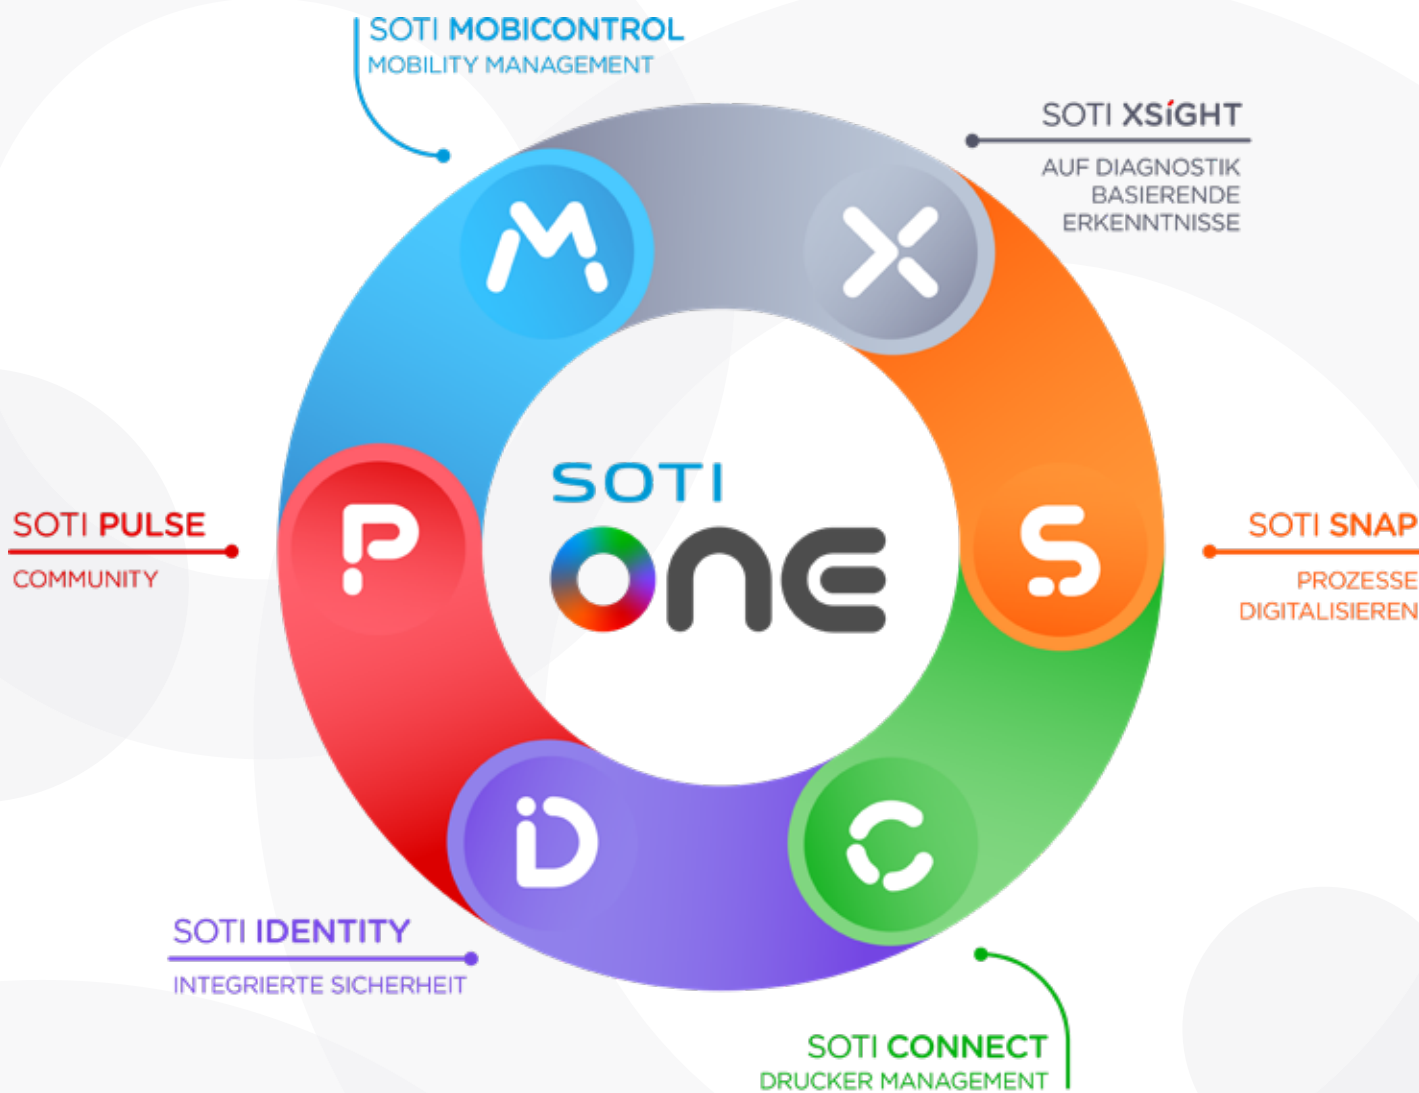 SOTI MOBICONTROL
MOBILITY MANAGEMENT
SOTI XSiGHT
AUF DIAGNOSTIK
BASIERENDE
ERKENNTNISSE
M
X
SOTI
ONE
SOTI PULSE
COMMUNITY
P
S
SOTI SNAP
PROZESSE
DIGITALISIEREN
iD
C
SOTI IDENTITY
INTEGRIERTE SICHERHEIT
SOTI CONNECT
DRUCKER MANAGEMENT